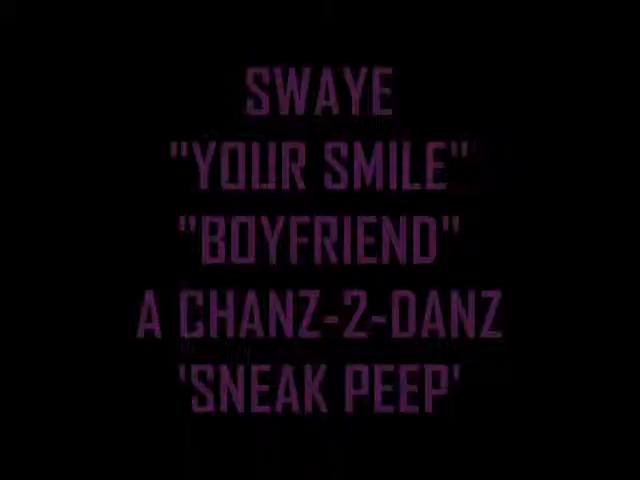 SWAYE
"YOUR SMILE"
"BOYFRIEND"
A CHANZ-2-DANZ
'SNEAK PEEP'